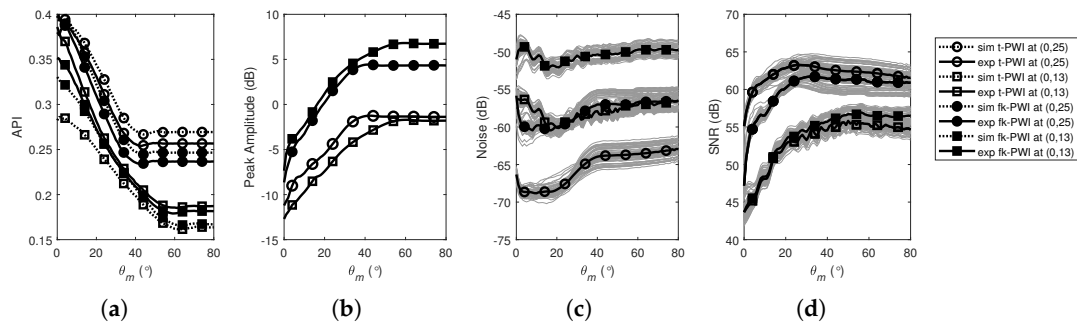 API
0.4
0.35
0.3
0.25
0.2
0.15
0 20 40 60 80
θm (°)
(a)
Peak Amplitude (dB)
15
10
5
0
-5
-10
-15
0 20 40 60 80
θm (°)
(b)
Noise (dB)
-45
-50
-55
-60
-65
-70
-75
0 20 40 60 80
θm (°)
(c)
SNR (dB)
70
65
60
55
50
45
40
0 20 40 60 80
θm (°)
(d)
sim t-PWI at (0,25)
exp t-PWI at (0,25)
sim t-PWI at (0,13)
exp t-PWI at (0,13)
sim fk-PWI at (0,25)
exp fk-PWI at (0,25)
sim fk-PWI at (0,13)
exp fk-PWI at (0,13)